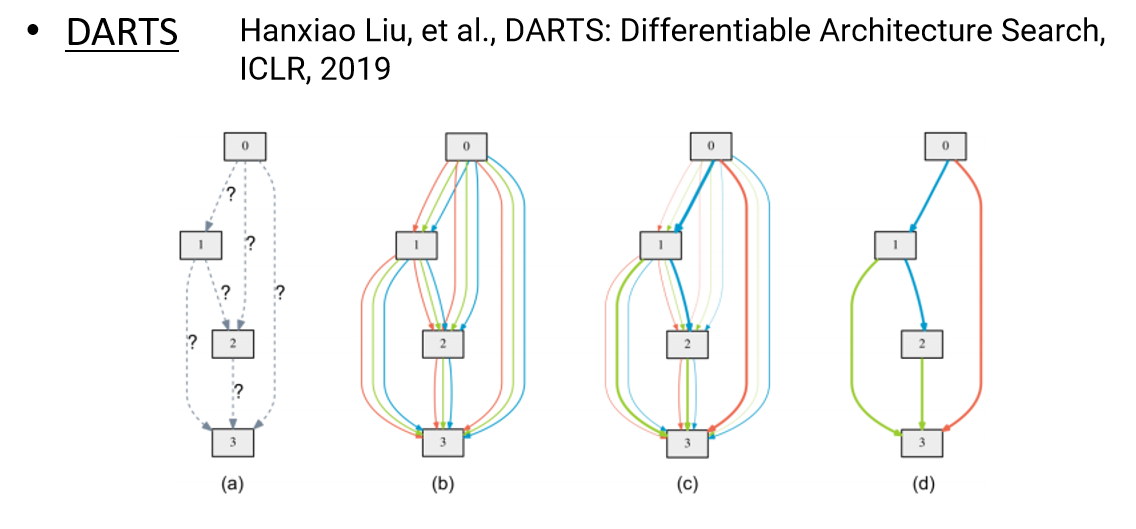 • DARTS Hanxiao Liu, et al., DARTS: Differentiable Architecture Search,
ICLR, 2019
0 0 0 0
?
1 ? 1 1 1
? ?
? 2 2 2 2
?
3 3 3 3
(a) (b) (c) (d)